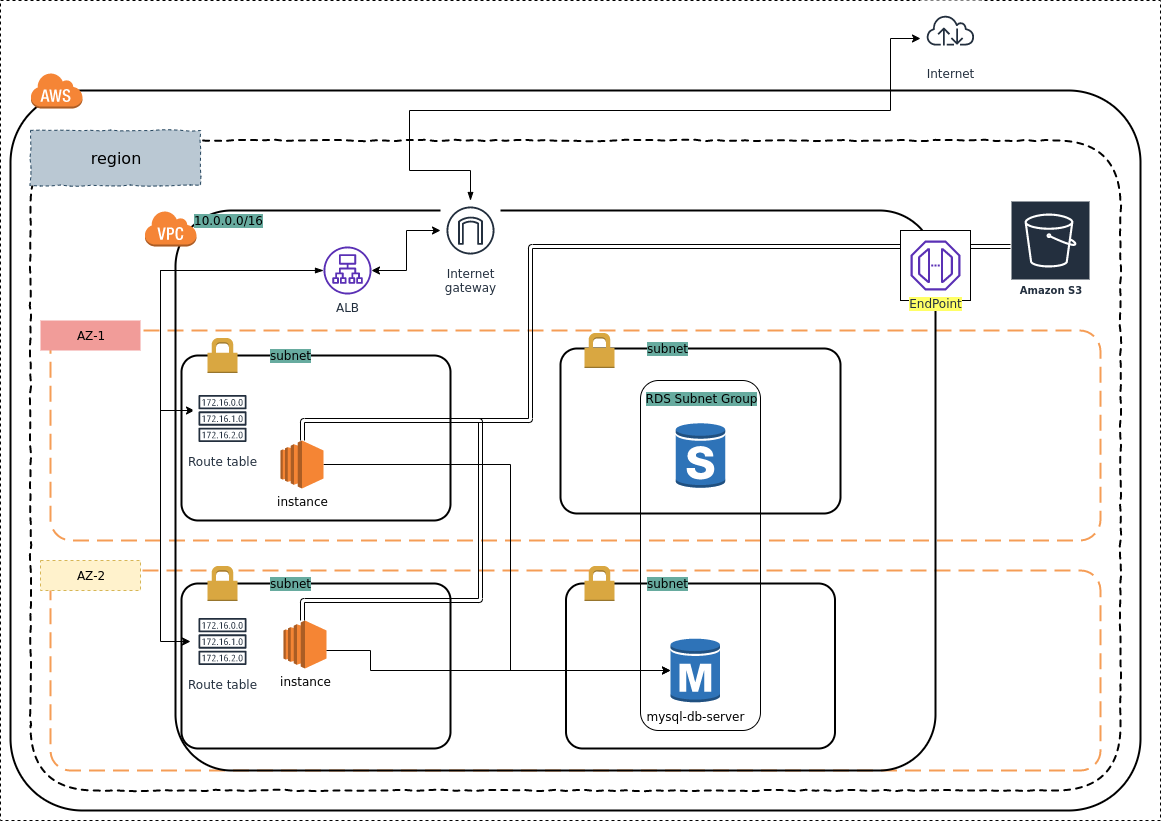 Internet
AWS
region
10.0.0.0/16
VPC
Internet
gateway
ALB
Amazon S3
EndPoint
AZ-1
subnet
subnet
172.16.0.0
172.16.1.0
172.16.2.0
Route table
instance
RDS Subnet Group
S
AZ-2
subnet
subnet
172.16.0.0
172.16.1.0
172.16.2.0
Route table
instance
M
mysql-db-server